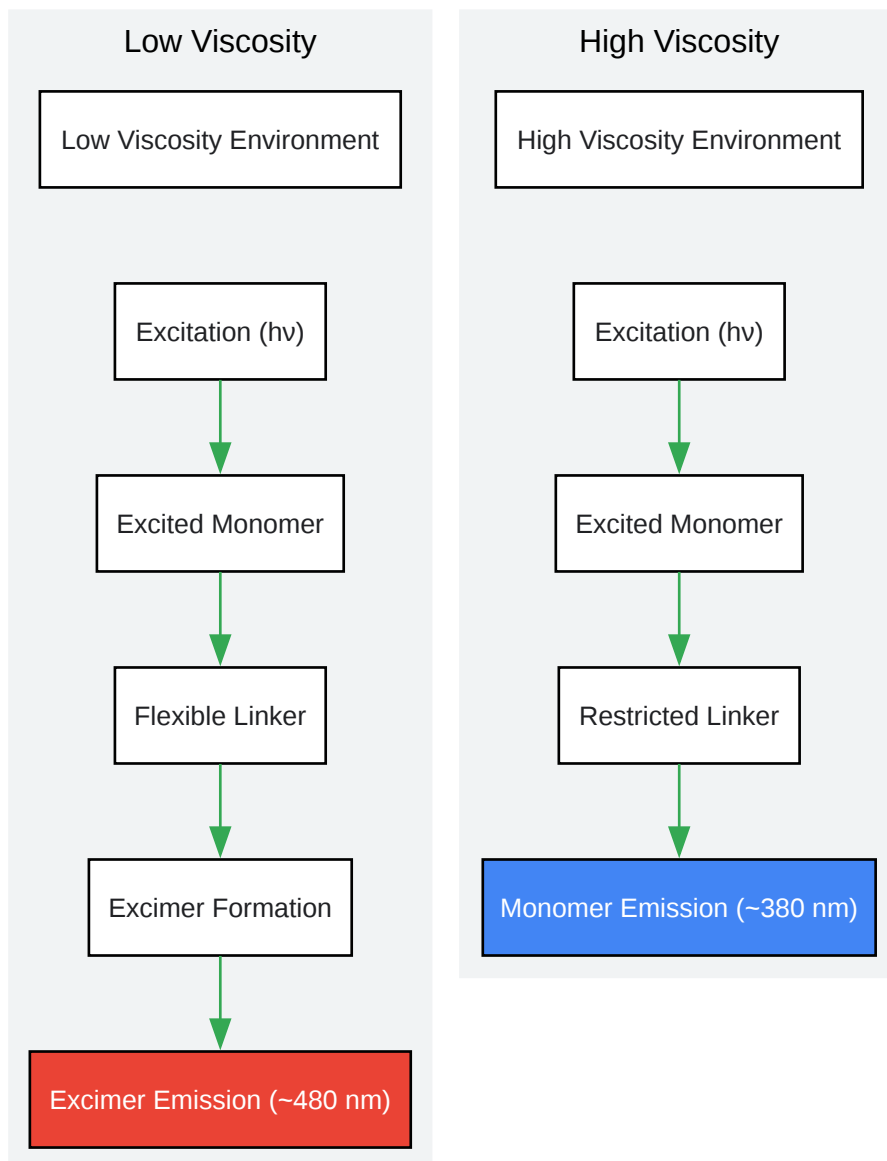 Low Viscosity
Low Viscosity Environment
Excitation (hν)
Excited Monomer
Flexible Linker
Excimer Formation
Excimer Emission (~480 nm)
High Viscosity
High Viscosity Environment
Excitation (hν)
Excited Monomer
Restricted Linker
Monomer Emission (~380 nm)